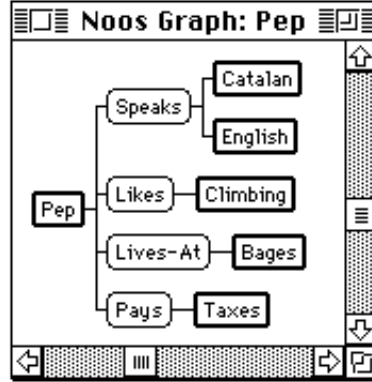 Noos Graph: Pep
Catalan
Speaks
English
Likes Climbing
Pep
Lives-At Bages
Pays Taxes